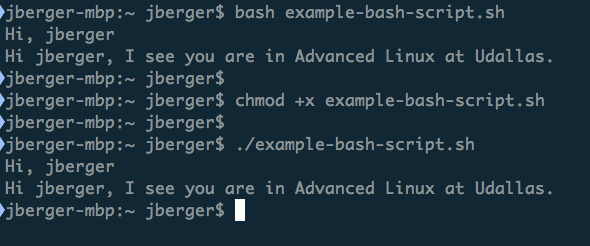 jberger-mbp:~ jberger$ bash example-bash-script.sh
Hi, jberger
Hi jberger, I see you are in Advanced Linux at Udallas.
jberger-mbp:~ jberger$
jberger-mbp:~ jberger$ chmod +x example-bash-script.sh
jberger-mbp:~ jberger$
jberger-mbp:~ jberger$ ./example-bash-script.sh
Hi, jberger
Hi jberger, I see you are in Advanced Linux at Udallas.
jberger-mbp:~ jberger$